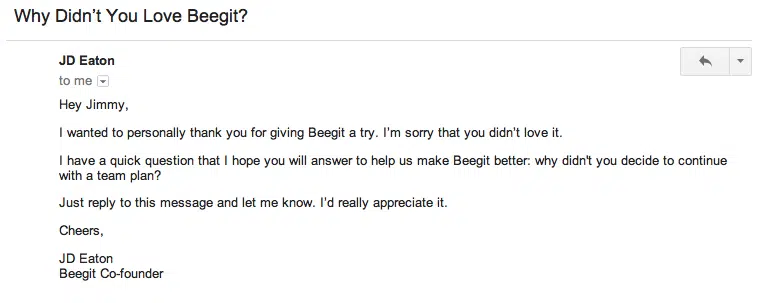 Why Didn't You Love Beegit?
JD Eaton
to me
Hey Jimmy,
I wanted to personally thank you for giving Beegit a try. I'm sorry that you didn't love it.
I have a quick question that I hope you will answer to help us make Beegit better: why didn't you decide to continue
with a team plan?
Just reply to this message and let me know. I'd really appreciate it.
Cheers,
JD Eaton
Beegit Co-founder